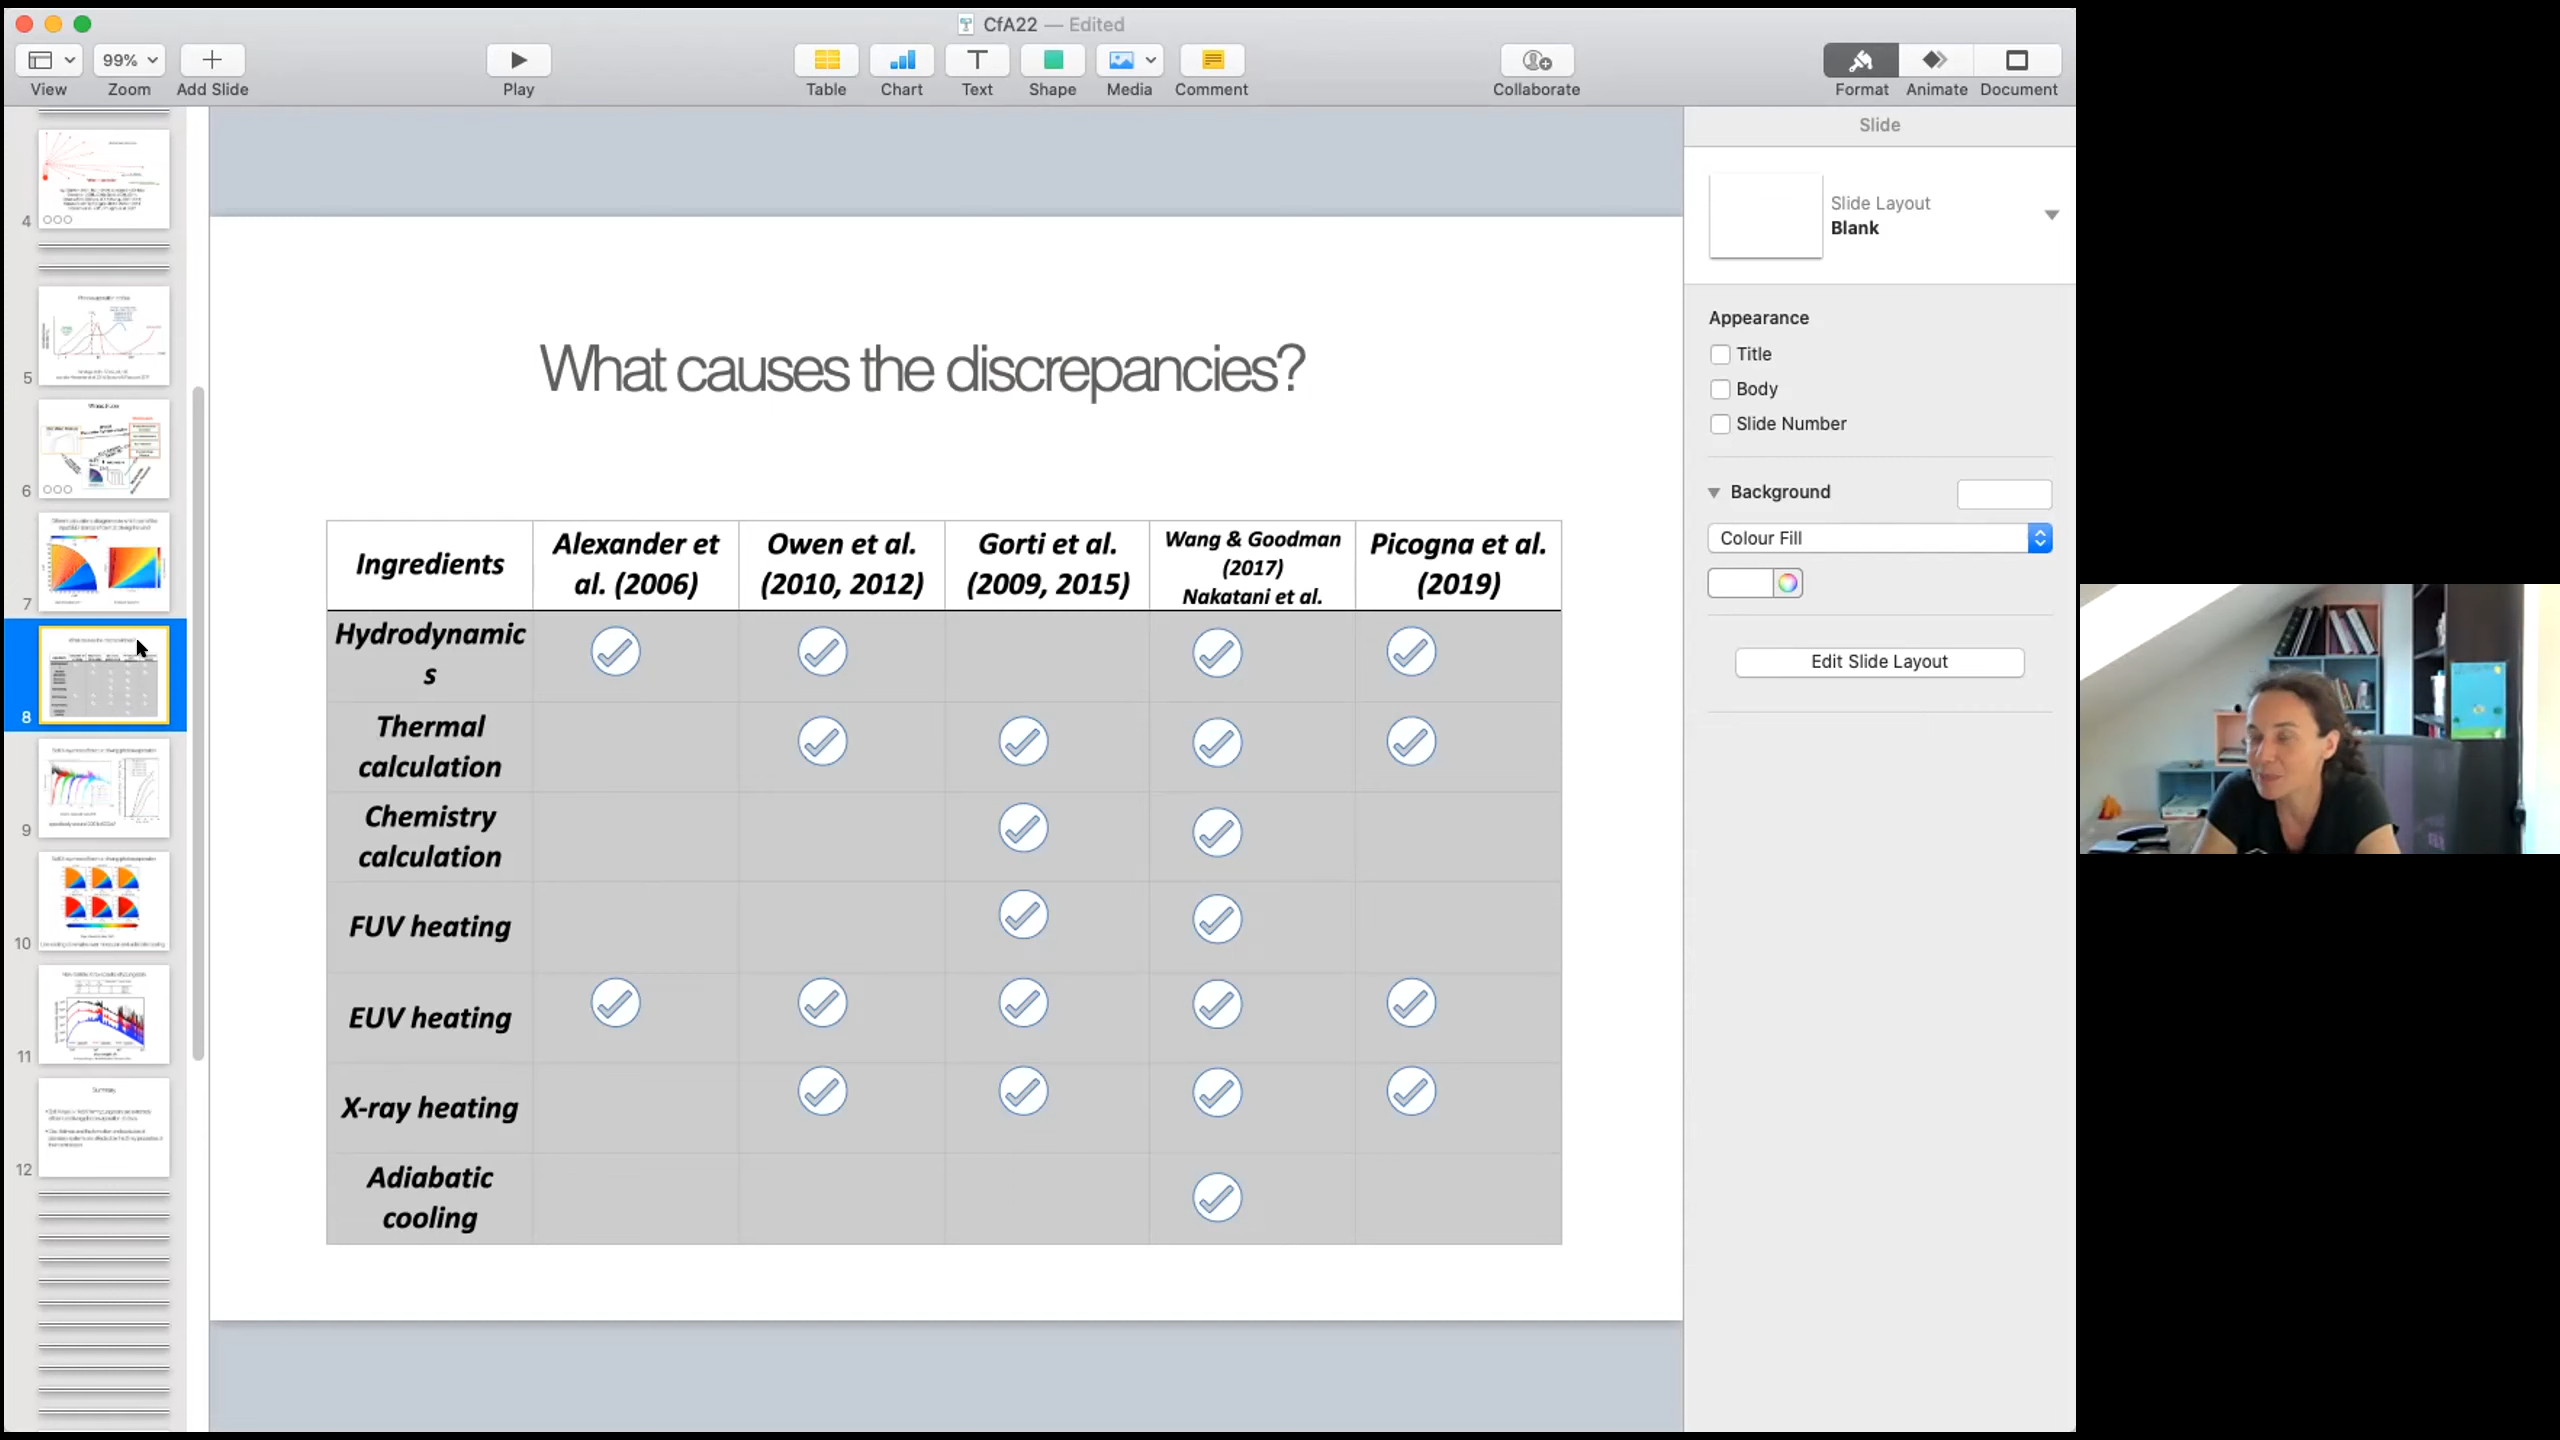 CfA22 — Edited
99%
View
Zoom
Add Slide
Play
Table
Chart
Text
Shape
Media
Comment
Collaborate
Format
Animate
Document
4
5
6
7
8
9
10
11
Summary
12
What causes the discrepancies?
Ingredients
Alexander et
al. (2006)
Owen et al.
(2010, 2012)
Gorti et al.
(2009, 2015)
Wang & Goodman
(2017)
Nakatani et al.
Picogna et al.
(2019)
Hydrodynamic
s
Thermal
calculation
Chemistry
calculation
FUV heating
EUV heating
X-ray heating
Adiabatic
cooling
Slide
Slide Layout
Blank
Appearance
Title
Body
Slide Number
Background
Colour Fill
Edit Slide Layout